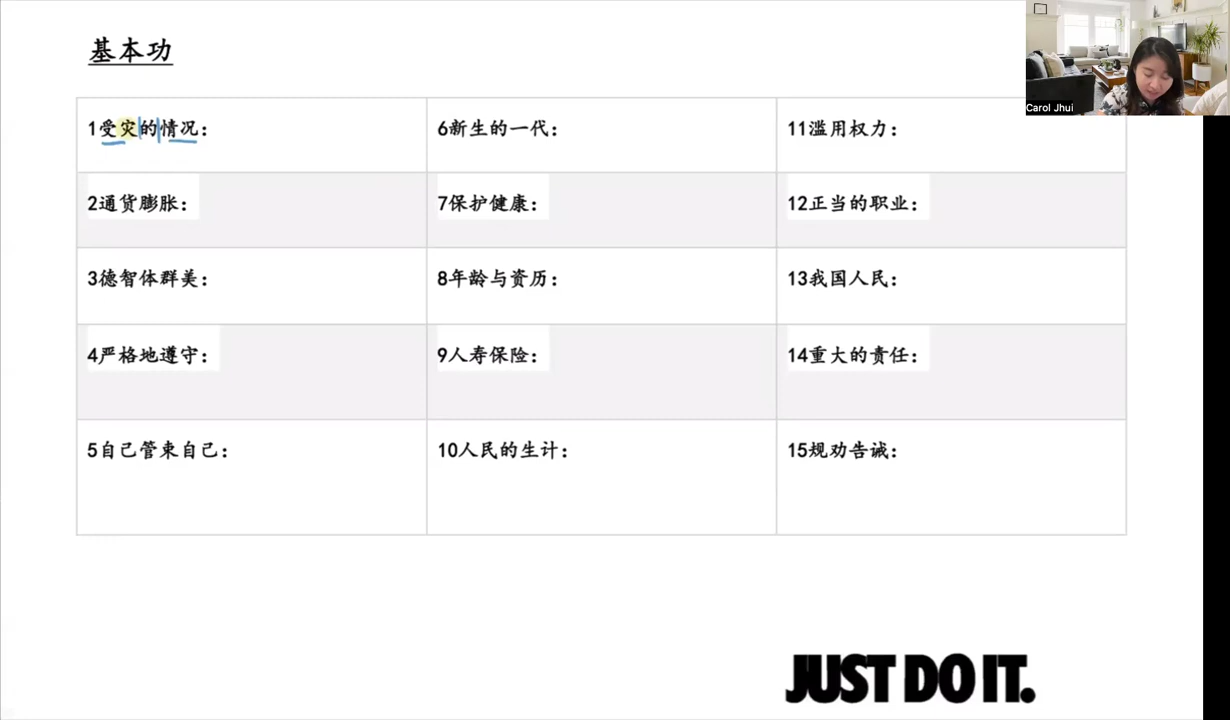 基本功
Carol Jhui
1受灾的情况：
6新生的一代：
11滥用权力：
2通货膨胀：
7保护健康：
12正当的职业：
3德智体群美：
8年龄与资历：
13我国人民：
4严格地遵守：
9人寿保险：
14重大的责任：
5自己管束自己：
10人民的生计：
15规劝告诫：
JUST DO IT.